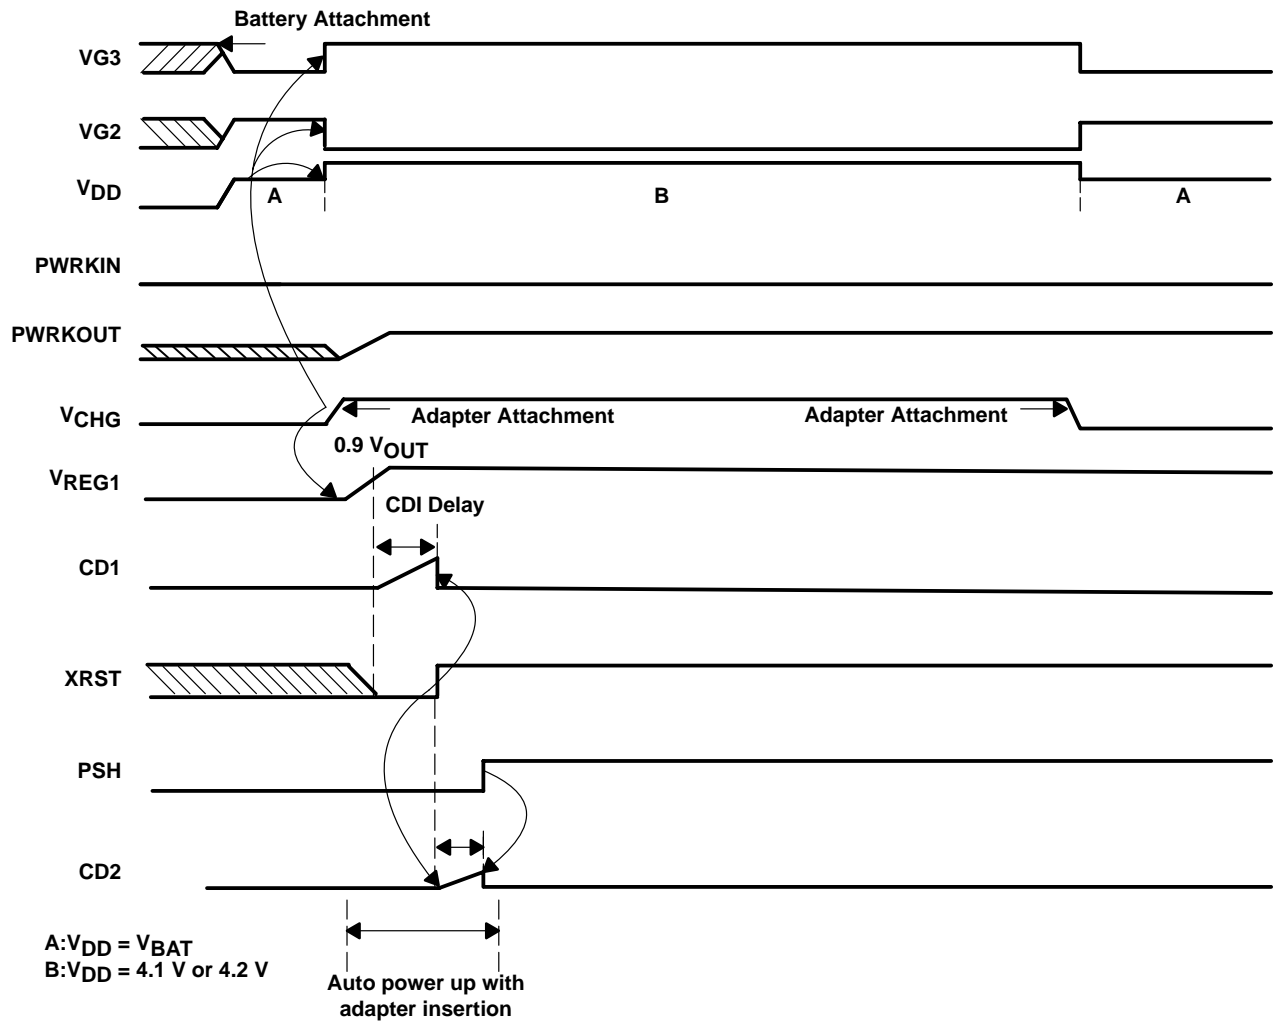 Battery Attachment
VG3
VG2
VDD
A
B
A
PWRKIN
PWRKOUT
VCHG
Adapter Attachment
Adapter Attachment
0.9 VOUT
VREG1
CDI Delay
CD1
XRST
PSH
CD2
A:VDD = VBAT
B:VDD = 4.1 V or 4.2 V
Auto power up with
adapter insertion